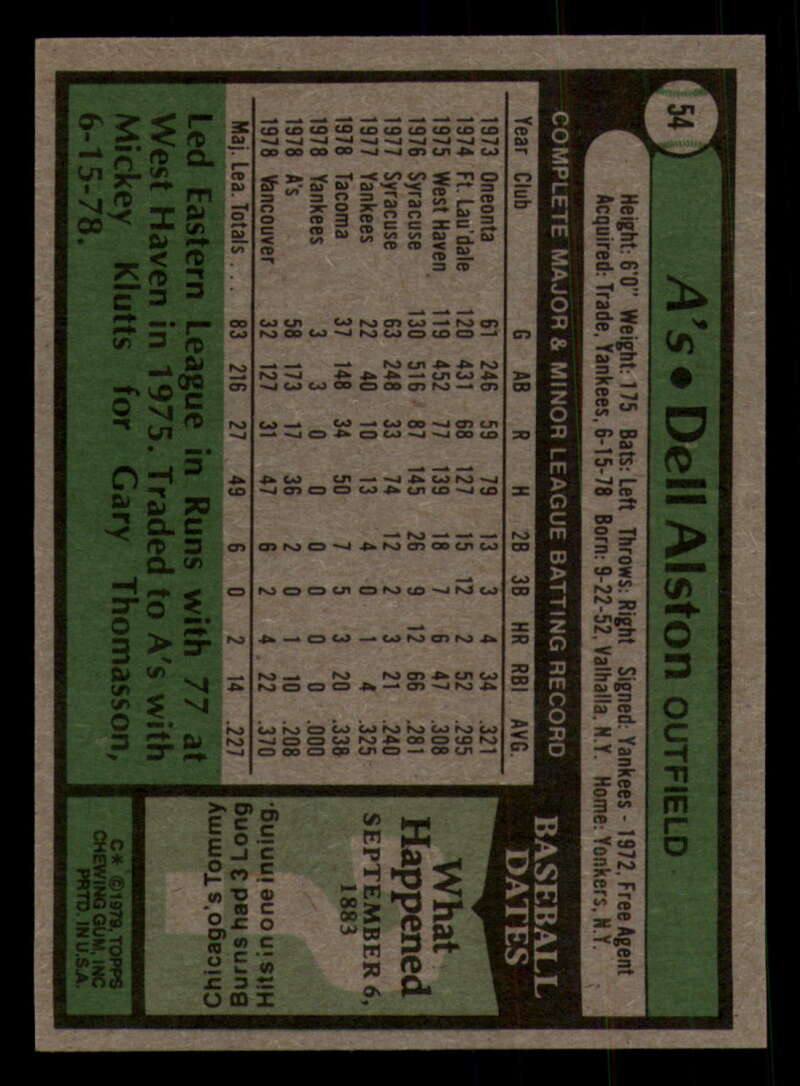 54
A's • Dell Alston OUTFIELD
Height: 6'0" Weight: 175 Bats: Left Throws: Right Signed: Yankees - 1972, Free Agent
Acquired: Trade, Yankees, 6-15-78 Born: 9-22-52, Valhalla, N.Y. Home: Yonkers, N.Y.
COMPLETE MAJOR & MINOR LEAGUE BATTING RECORD
Year Club G AB R H 2B 3B HR RBI AVG.
1973 Oneonta 61 246 59 79 13 3 4 34 .321
1974 Ft. Lau'dale 120 431 68 127 15 12 2 52 .295
1975 West Haven 119 452 77 139 18 7 6 47 .308
1976 Syracuse 130 516 87 145 26 9 12 66 .281
1977 Syracuse 63 248 33 74 12 2 3 21 .240
1977 Yankees 22 40 10 13 4 0 1 4 .325
1978 Tacoma 37 148 34 50 7 5 3 20 .338
1978 Yankees 3 3 0 0 0 0 0 0 .000
1978 A's 58 173 17 36 2 0 1 10 .208
1978 Vancouver 32 127 31 47 6 2 4 22 .370
Maj. Lea. Totals . . . . 83 216 27 49 6 0 2 14 .227
Led Eastern League in Runs with 77 at
West Haven in 1975. Traded to A's with
Mickey Klutts for Gary Thomasson,
6-15-78.
BASEBALL
DATES
What
Happened
SEPTEMBER 6,
1883
Chicago's Tommy
Burns had 3 Long
Hits in one inning.
C* © 1979, TOPPS
CHEWING GUM, INC
PRTD. IN U.S.A.